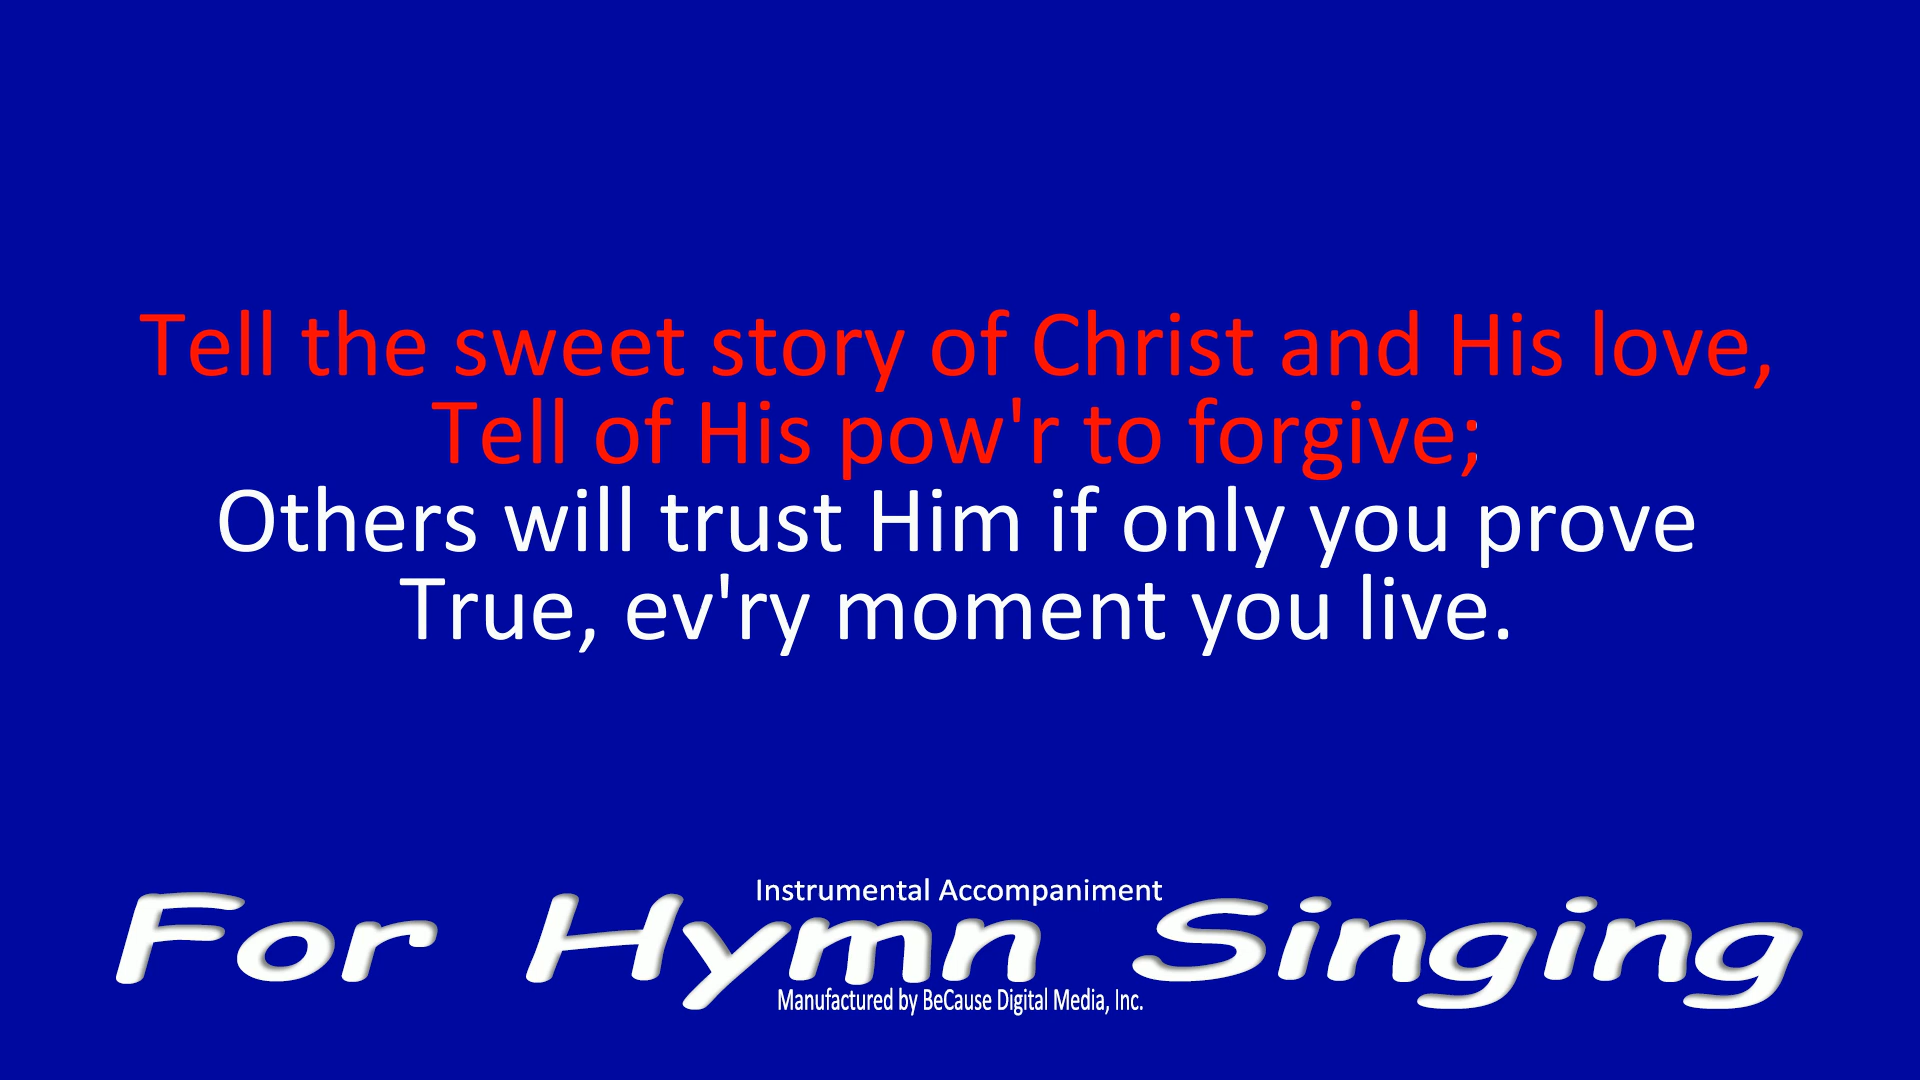 Tell the sweet story of Christ and His love,
Tell of His pow'r to forgive;
Others will trust Him if only you prove
True, ev'ry moment you live.
Instrumental Accompaniment
For Hymn Singing
Manufactured by BeCause Digital Media, Inc.